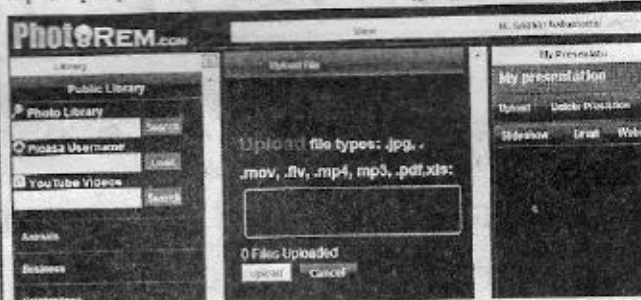 PhotoREM.COM
View
Library
Public Library
Photo Library
Search
Picasa Username
Load
YouTube Videos
Search
Animals
Business
Upload File
Upload file types: .jpg, .
.mov, .flv, .mp4, mp3, .pdf,xls:
0 Files Uploaded
Upload
Cancel
My presentation
Upload
Slideshow
Email